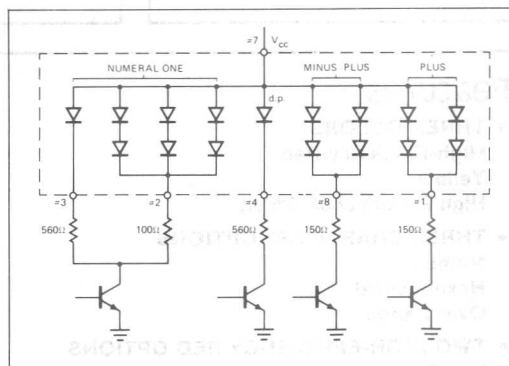 #7 Vcc
NUMERAL ONE MINUS PLUS PLUS
d.p.
#3 #2 #4 #8 #1
560Ω 100Ω 560Ω 150Ω 150Ω